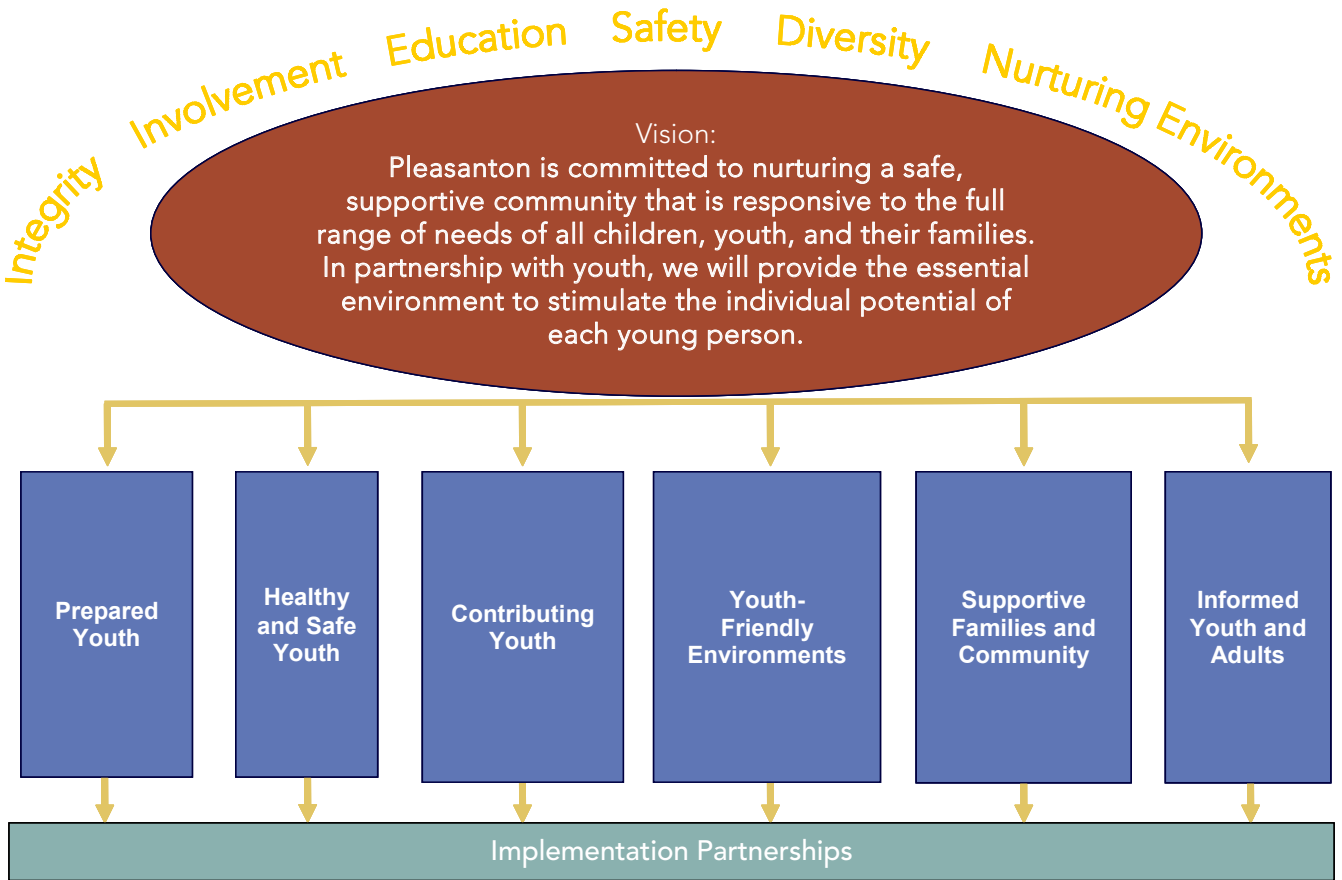 Integrity Involvement Education Safety Diversity Nurturing Environments
Vision:
Pleasanton is committed to nurturing a safe,
supportive community that is responsive to the full
range of needs of all children, youth, and their families.
In partnership with youth, we will provide the essential
environment to stimulate the individual potential of
each young person.
Prepared
Youth
Healthy
and Safe
Youth
Contributing
Youth
Youth-
Friendly
Environments
Supportive
Families and
Community
Informed
Youth and
Adults
Implementation Partnerships